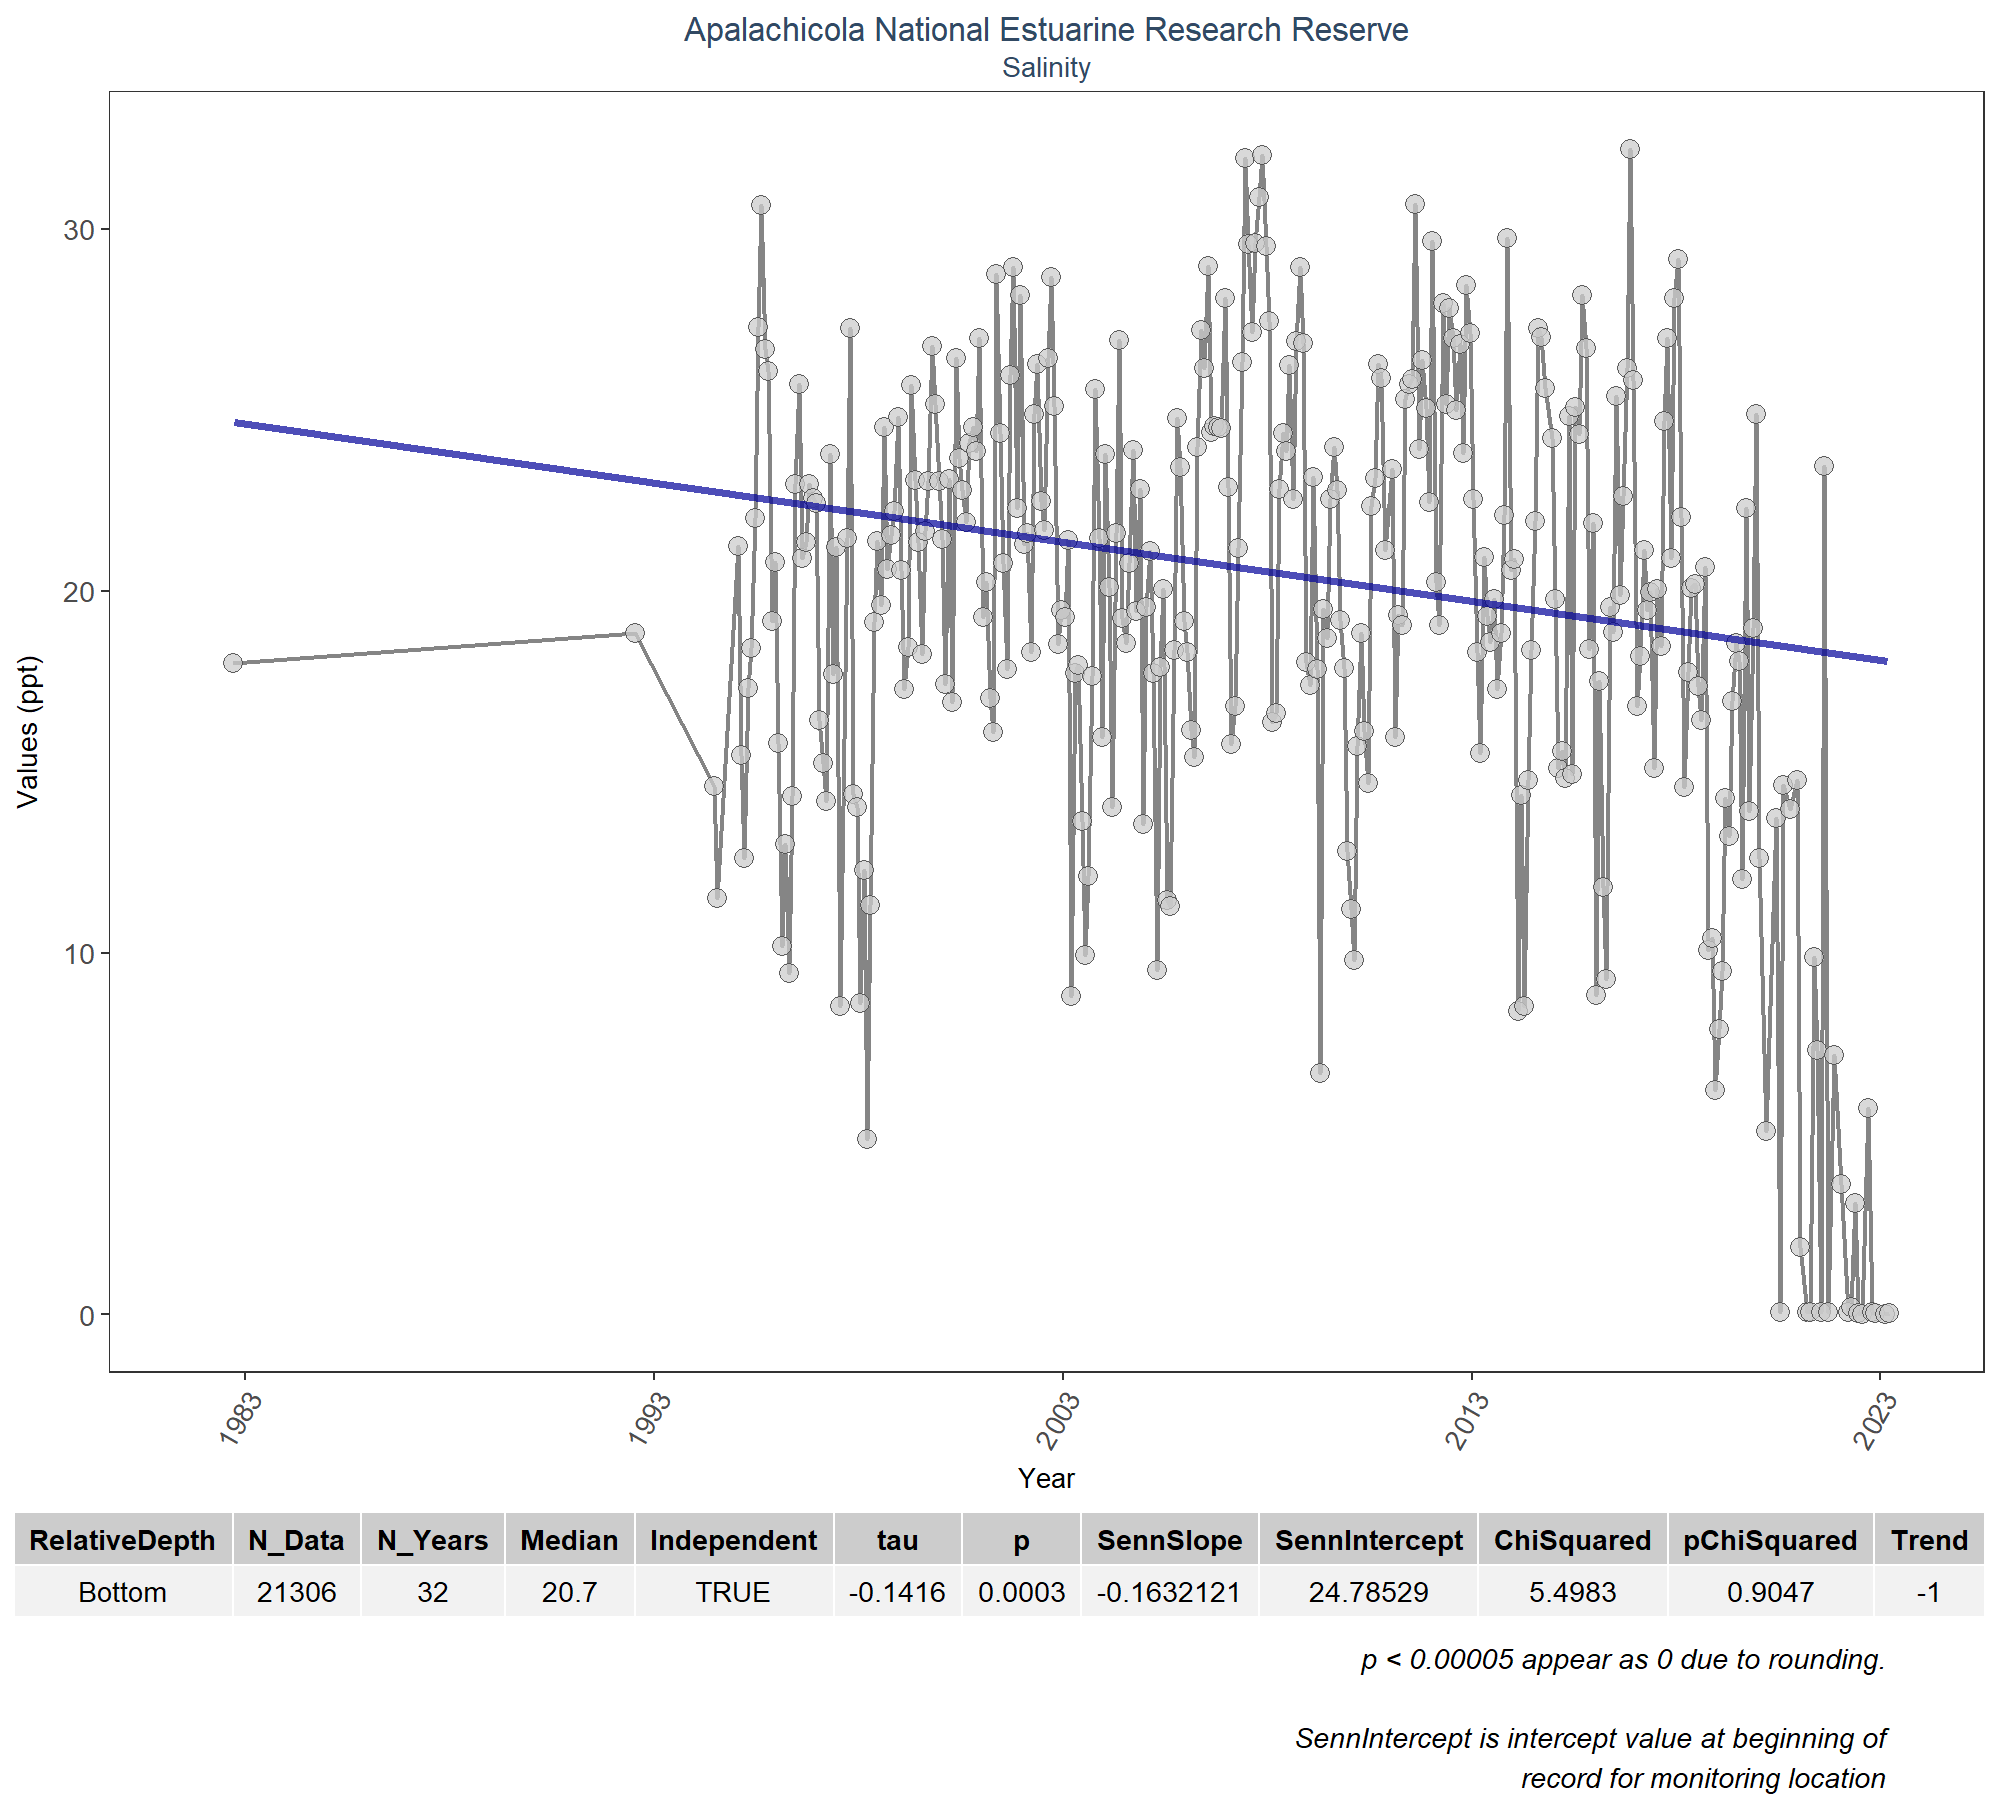 Apalachicola National Estuarine Research Reserve
Salinity
Values (ppt)
30
20
10
0
1983
1993
2003
2013
2023
Year
RelativeDepth N_Data N_Years Median Independent tau p SennSlope SennIntercept ChiSquared pChiSquared Trend
Bottom 21306 32 20.7 TRUE -0.1416 0.0003 -0.1632121 24.78529 5.4983 0.9047 -1
p < 0.00005 appear as 0 due to rounding.
SennIntercept is intercept value at beginning of
record for monitoring location